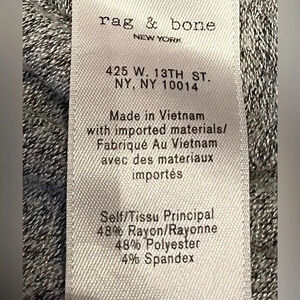 rag & bone
NEW YORK
425 W. 13TH ST.
NY, NY 10014
Made in Vietnam
with imported materials/
Fabriqué Au Vietnam
avec des materiaux
importés
Self/Tissu Principal
48% Rayon/Rayonne
48% Polyester
4% Spandex